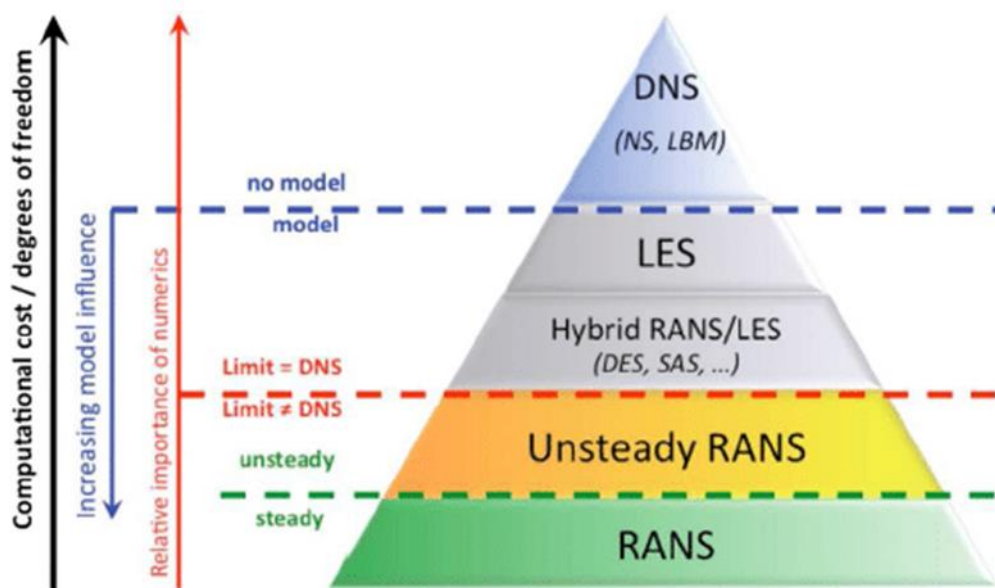 Computational cost / degrees of freedom
Increasing model influence
Relative importance of numerics
DNS
(NS, LBM)
no model
model
LES
Hybrid RANS/LES
(DES, SAS, ...)
Limit = DNS
Limit ≠ DNS
Unsteady RANS
unsteady
steady
RANS